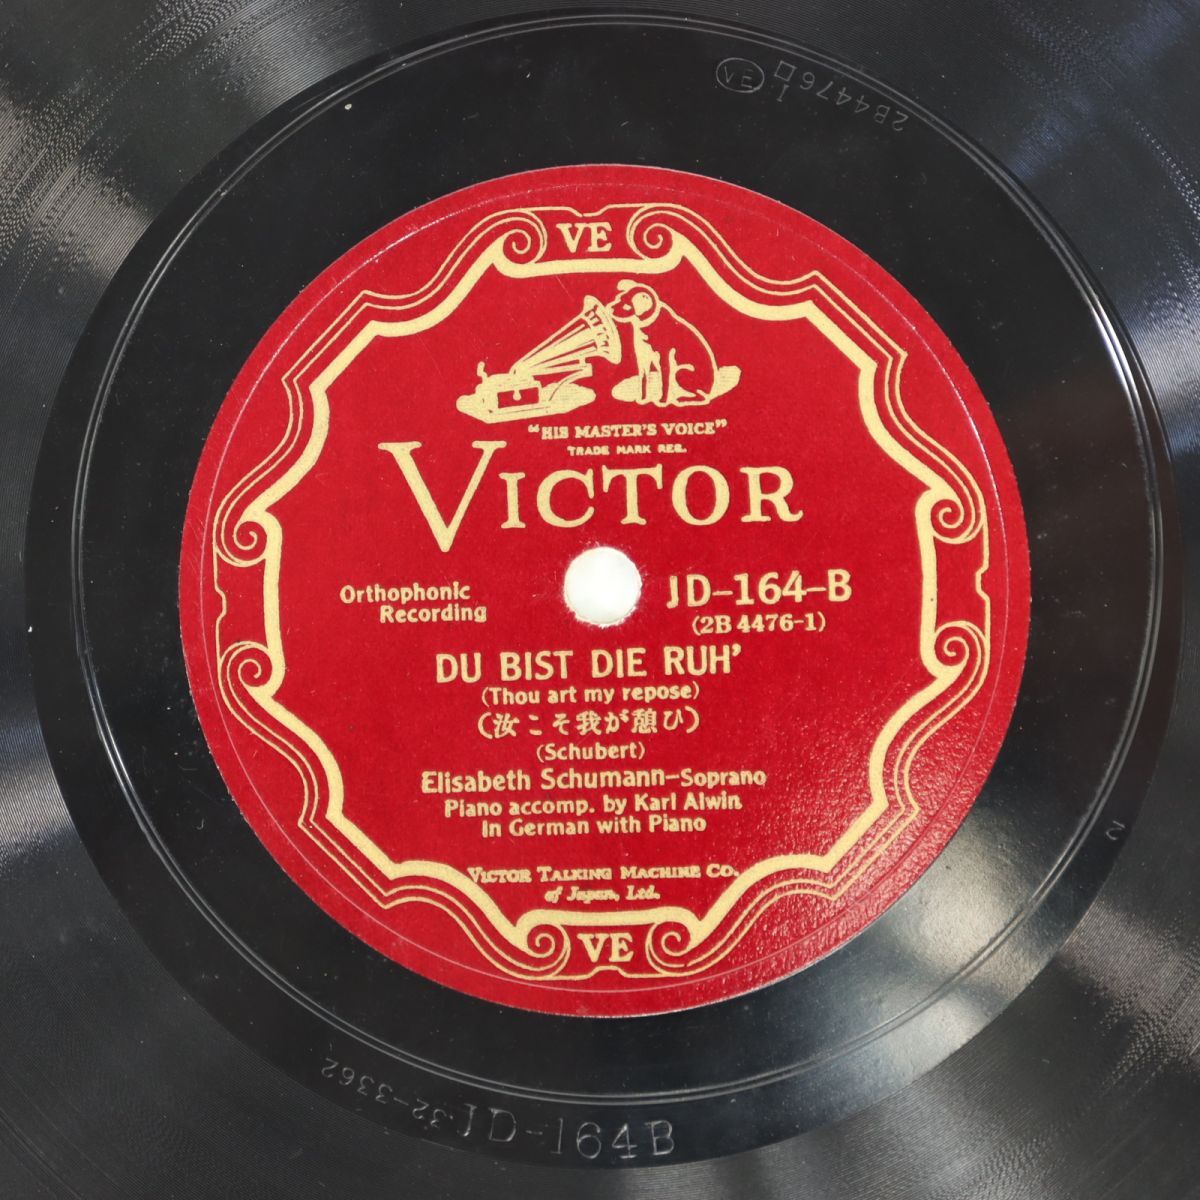 VE
2B4476□ I VE
"HIS MASTER'S VOICE"
TRADE MARK REG.
VICTOR
Orthophonic
Recording
JD-164-B
(2B 4476-1)
DU BIST DIE RUH'
(Thou art my repose)
(汝こそ我が憩ひ)
(Schubert)
Elisabeth Schumann-Soprano
Piano accomp. by Karl Alwin
In German with Piano
VICTOR TALKING MACHINE CO.
of Japan, Ltd.
VE
2
32-3362
JD-164B